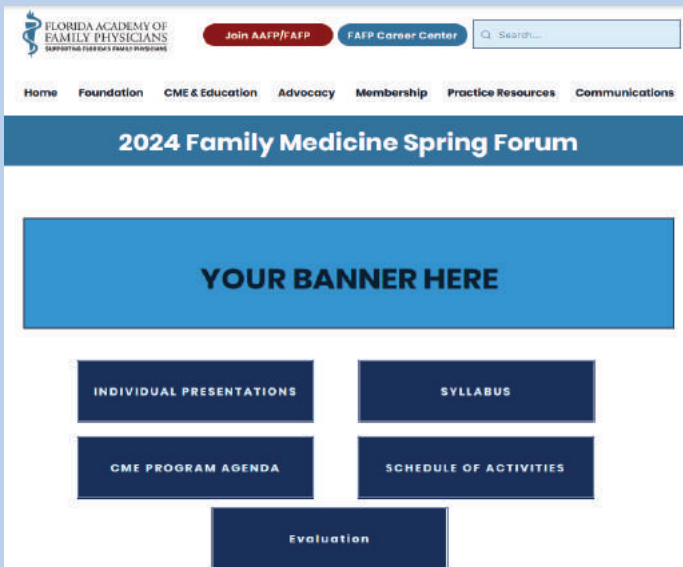 FLORIDA ACADEMY OF
FAMILY PHYSICIANS
SUPPORTING FLORIDA'S FAMILY PHYSICIANS
Join AAFP/FAFP
FAFP Career Center
Search...
Home Foundation CME & Education Advocacy Membership Practice Resources Communications
2024 Family Medicine Spring Forum
YOUR BANNER HERE
INDIVIDUAL PRESENTATIONS
SYLLABUS
CME PROGRAM AGENDA
SCHEDULE OF ACTIVITIES
Evaluation